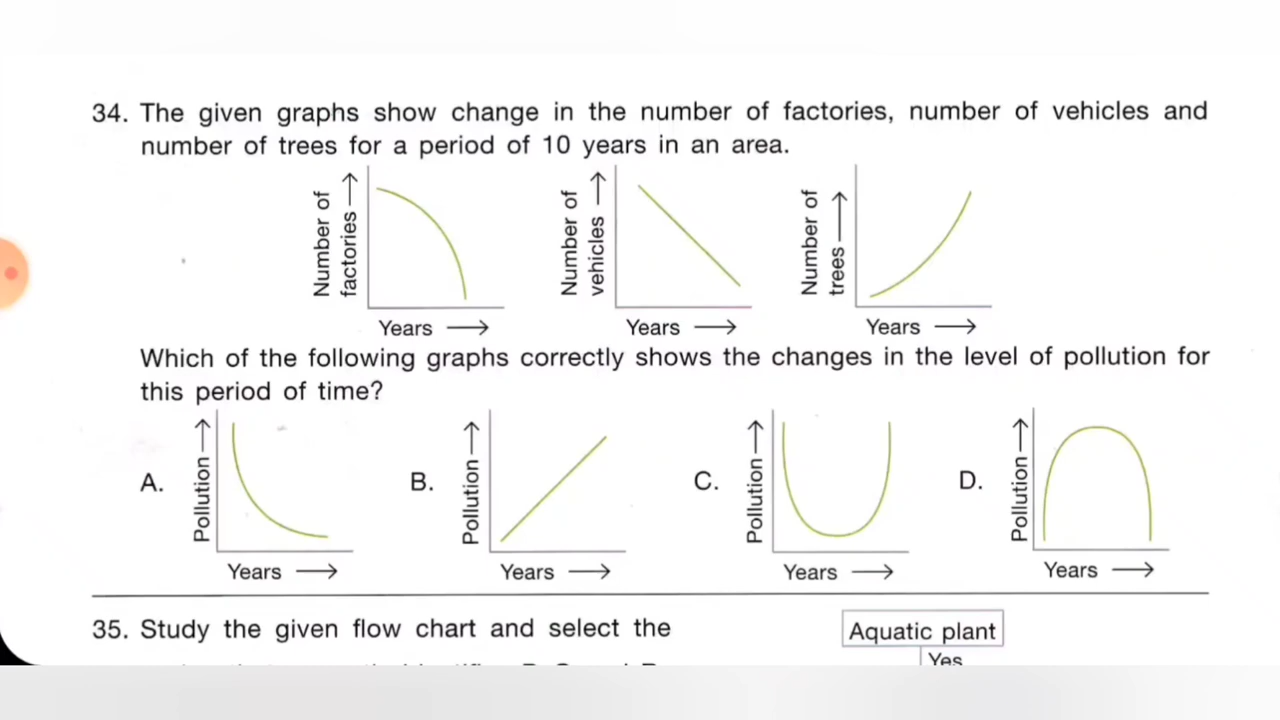 34. The given graphs show change in the number of factories, number of vehicles and
number of trees for a period of 10 years in an area.
Number of
factories
Years
Number of
vehicles
Years
Number of
trees
Years
Which of the following graphs correctly shows the changes in the level of pollution for
this period of time?
A.
Pollution
Years
B.
Pollution
Years
C.
Pollution
Years
D.
Pollution
Years
35. Study the given flow chart and select the
Aquatic plant
Yes